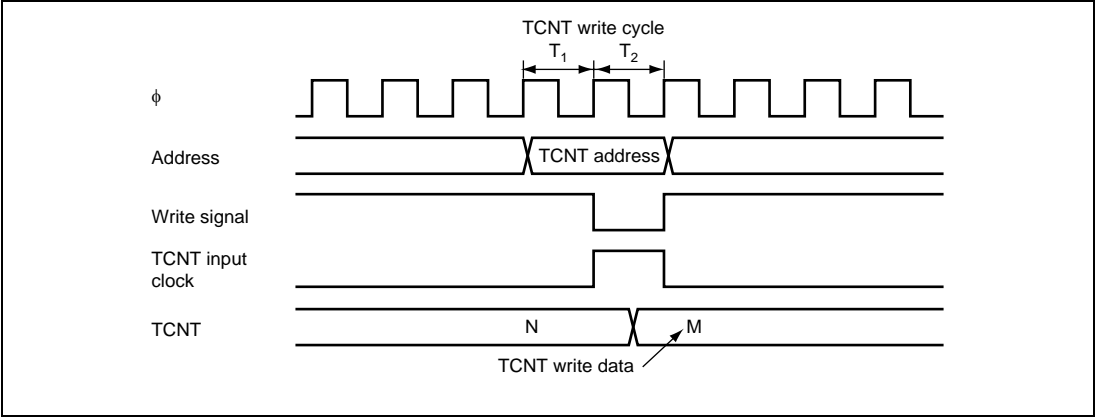 TCNT write cycle
T1 T2
ϕ
Address
TCNT address
Write signal
TCNT input
clock
TCNT
N
M
TCNT write data